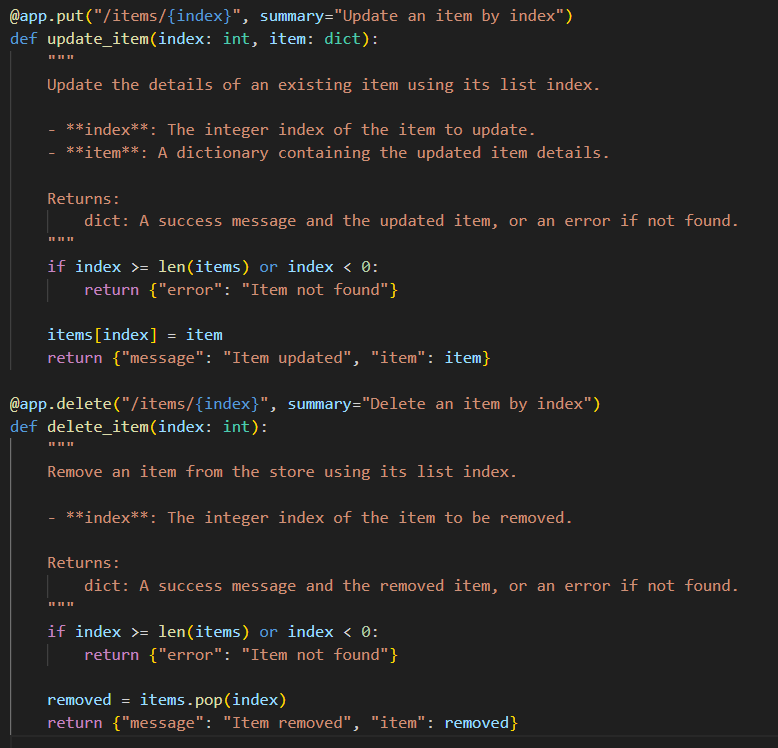 @app.put("/items/{index}", summary="Update an item by index")
def update_item(index: int, item: dict):
    """
    Update the details of an existing item using its list index.

    - **index**: The integer index of the item to update.
    - **item**: A dictionary containing the updated item details.

    Returns:
        dict: A success message and the updated item, or an error if not found.
    """
    if index >= len(items) or index < 0:
        return {"error": "Item not found"}

    items[index] = item
    return {"message": "Item updated", "item": item}

@app.delete("/items/{index}", summary="Delete an item by index")
def delete_item(index: int):
    """
    Remove an item from the store using its list index.

    - **index**: The integer index of the item to be removed.

    Returns:
        dict: A success message and the removed item, or an error if not found.
    """
    if index >= len(items) or index < 0:
        return {"error": "Item not found"}

    removed = items.pop(index)
    return {"message": "Item removed", "item": removed}